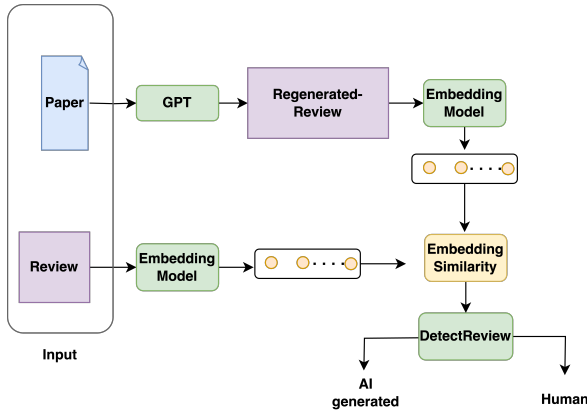 Paper
GPT
Regenerated-
Review
Embedding
Model
Review
Embedding
Model
Embedding
Similarity
DetectReview
Input
AI
generated
Human